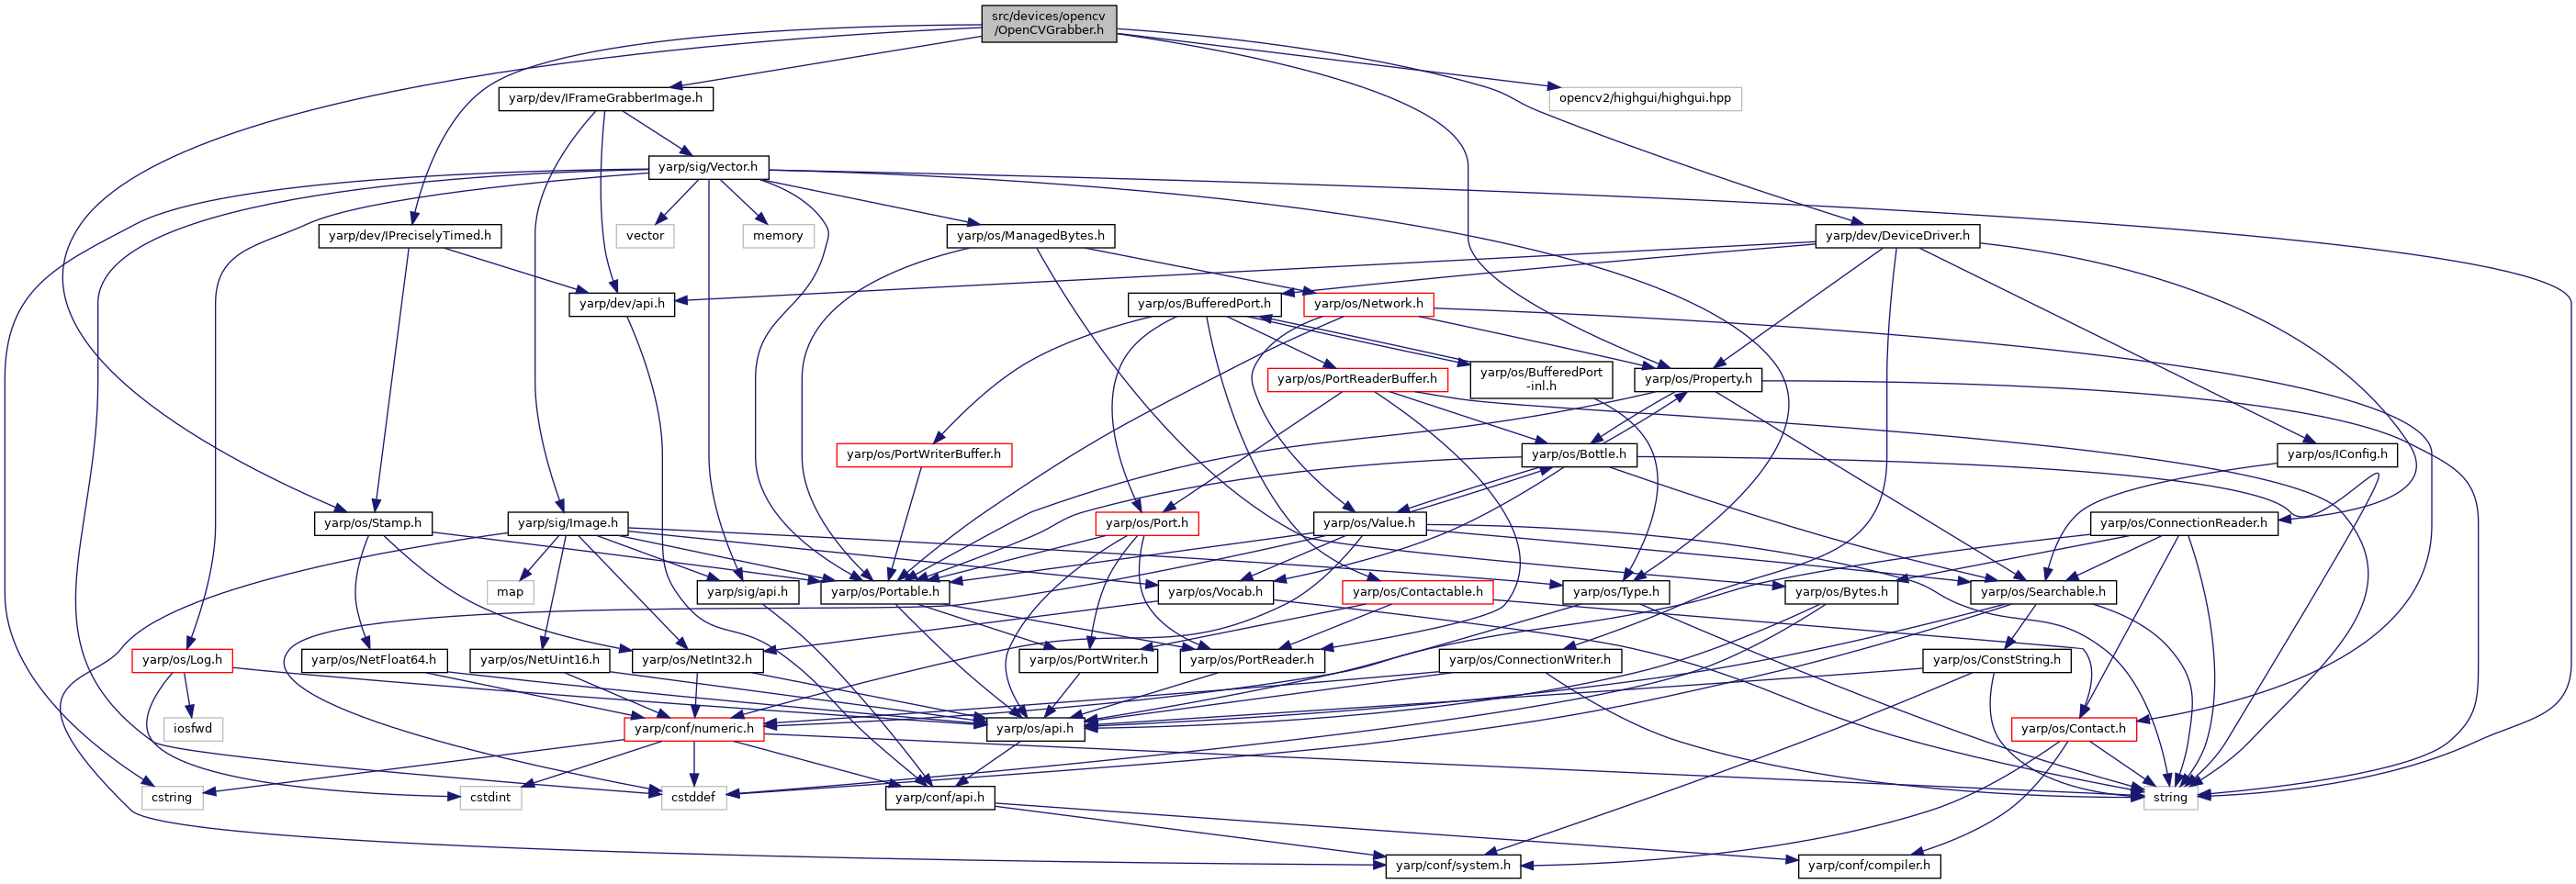 src/devices/opencv
/OpenCVGrabber.h
yarp/dev/IFrameGrabberImage.h
opencv2/highgui/highgui.hpp
yarp/sig/Vector.h
yarp/dev/IPreciselyTimed.h
vector
memory
yarp/os/ManagedBytes.h
yarp/dev/DeviceDriver.h
yarp/dev/api.h
yarp/os/BufferedPort.h
yarp/os/Network.h
yarp/os/PortReaderBuffer.h
yarp/os/BufferedPort
-inl.h
yarp/os/Property.h
yarp/os/PortWriterBuffer.h
yarp/os/Bottle.h
yarp/os/IConfig.h
yarp/os/Stamp.h
yarp/sig/Image.h
yarp/os/Port.h
yarp/os/Value.h
yarp/os/ConnectionReader.h
map
yarp/sig/api.h
yarp/os/Portable.h
yarp/os/Vocab.h
yarp/os/Contactable.h
yarp/os/Type.h
yarp/os/Bytes.h
yarp/os/Searchable.h
yarp/os/Log.h
yarp/os/NetFloat64.h
yarp/os/NetUint16.h
yarp/os/NetInt32.h
yarp/os/PortWriter.h
yarp/os/PortReader.h
yarp/os/ConnectionWriter.h
yarp/os/ConstString.h
iosfwd
yarp/conf/numeric.h
yarp/os/api.h
yarp/os/Contact.h
cstring
cstdint
cstddef
yarp/conf/api.h
string
yarp/conf/system.h
yarp/conf/compiler.h